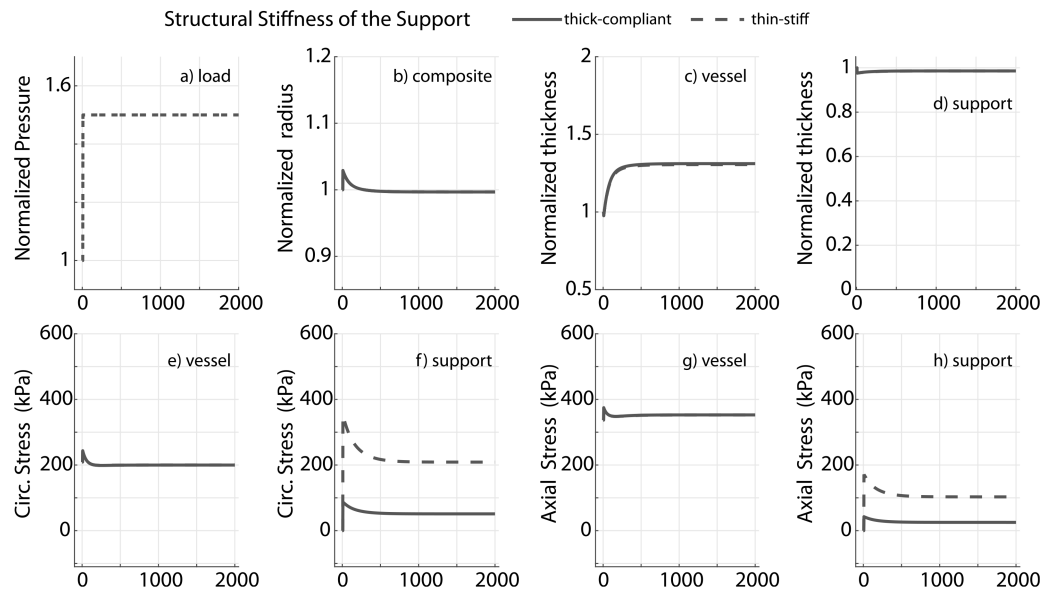 Structural Stiffness of the Support thick-compliant thin-stiff
a) load
Normalized Pressure
1.6
1
0 1000 2000
b) composite
Normalized radius
1.2
1.1
1
0.9
0 1000 2000
c) vessel
Normalized thickness
2
1.5
1
0.5
0 1000 2000
d) support
Normalized thickness
1
0.8
0.6
0.4
0.2
0
0 1000 2000
e) vessel
Circ. Stress (kPa)
600
400
200
0
0 1000 2000
f) support
Circ. Stress (kPa)
600
400
200
0
0 1000 2000
g) vessel
Axial Stress (kPa)
600
400
200
0
0 1000 2000
h) support
Axial Stress (kPa)
600
400
200
0
0 1000 2000